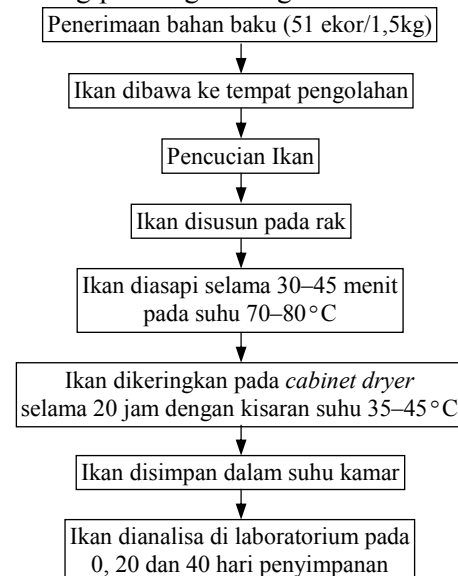 Penerimaan bahan baku (51 ekor/1,5kg)
Ikan dibawa ke tempat pengolahan
Pencucian Ikan
Ikan disusun pada rak
Ikan diasapi selama 30–45 menit
pada suhu 70–80°C
Ikan dikeringkan pada cabinet dryer
selama 20 jam dengan kisaran suhu 35–45°C
Ikan disimpan dalam suhu kamar
Ikan dianalisa di laboratorium pada
0, 20 dan 40 hari penyimpanan